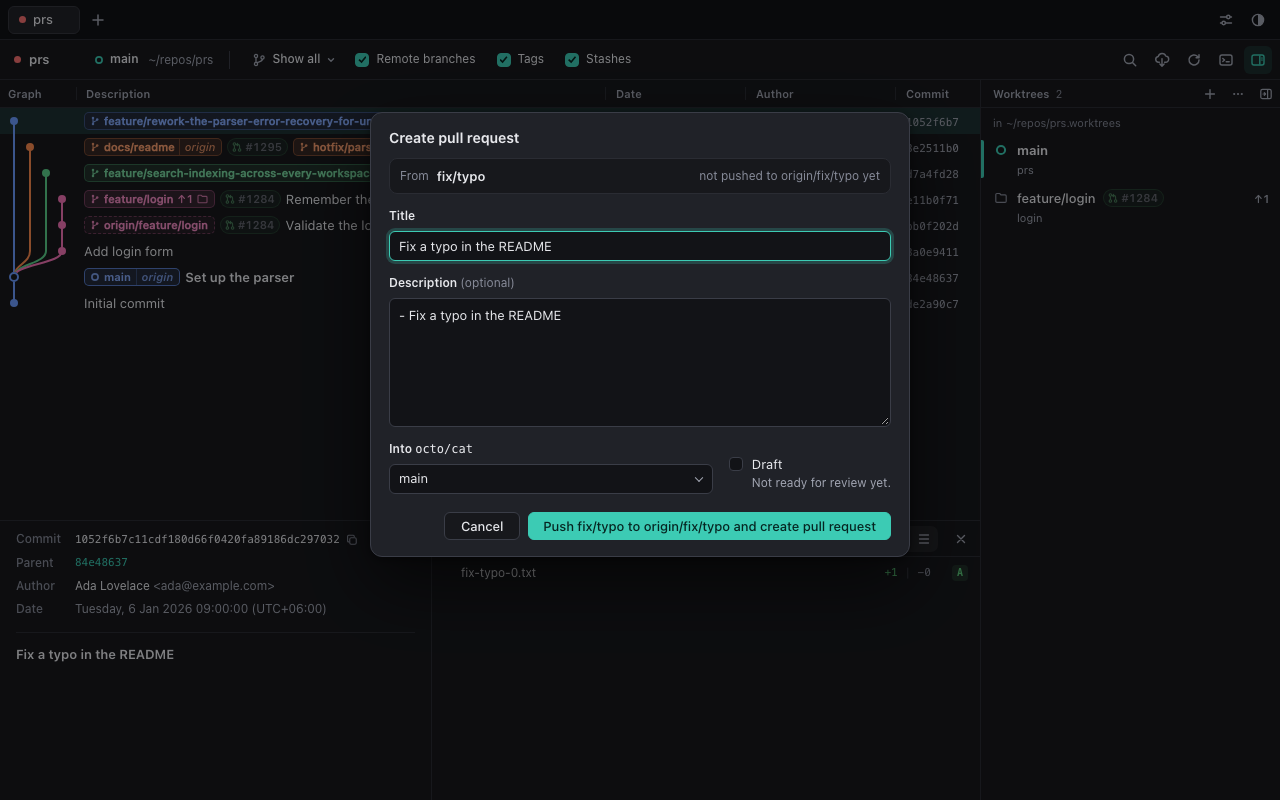 prs
prs
main ~/repos/prs
Show all
Remote branches
Tags
Stashes
Graph
Description
Date
Author
Commit
Worktrees 2
feature/rework-the-parser-error-recovery-for-un
1052f6b7
docs/readme origin #1295 hotfix/pars
e2511b0
feature/search-indexing-across-every-workspac
7a4fd28
feature/login ↑1 #1284 Remember the
e11b0f71
origin/feature/login #1284 Validate the lo
b0f202d
Add login form
a0e9411
main origin Set up the parser
84e48637
Initial commit
e2a90c7
in ~/repos/prs.worktrees
main
prs
feature/login #1284 ↑1
login
Create pull request
From fix/typo not pushed to origin/fix/typo yet
Title
Fix a typo in the README
Description (optional)
- Fix a typo in the README
Into octo/cat
main
Draft
Not ready for review yet.
Cancel
Push fix/typo to origin/fix/typo and create pull request
Commit 1052f6b7c11cdf180d66f0420fa89186dc297032
Parent 84e48637
Author Ada Lovelace <ada@example.com>
Date Tuesday, 6 Jan 2026 09:00:00 (UTC+06:00)
Fix a typo in the README
fix-typo-0.txt +1 −0 A